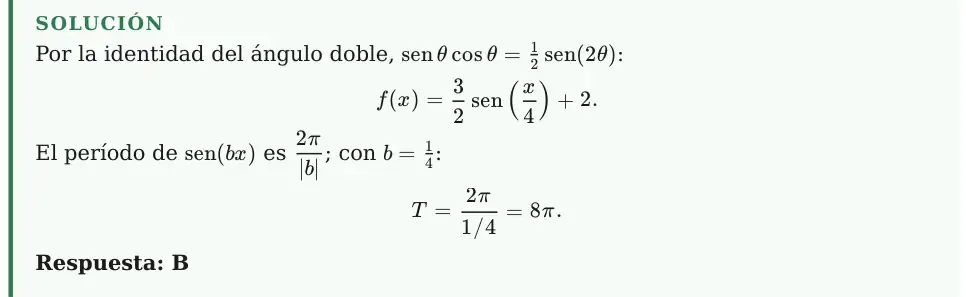 SOLUCIÓN
Por la identidad del ángulo doble, sen θ cos θ = 1/2 sen(2θ):
f(x) = 3/2 sen (x/4) + 2.
El período de sen(bx) es 2π/|b|; con b = 1/4:
T = 2π/1/4 = 8π.
Respuesta: B